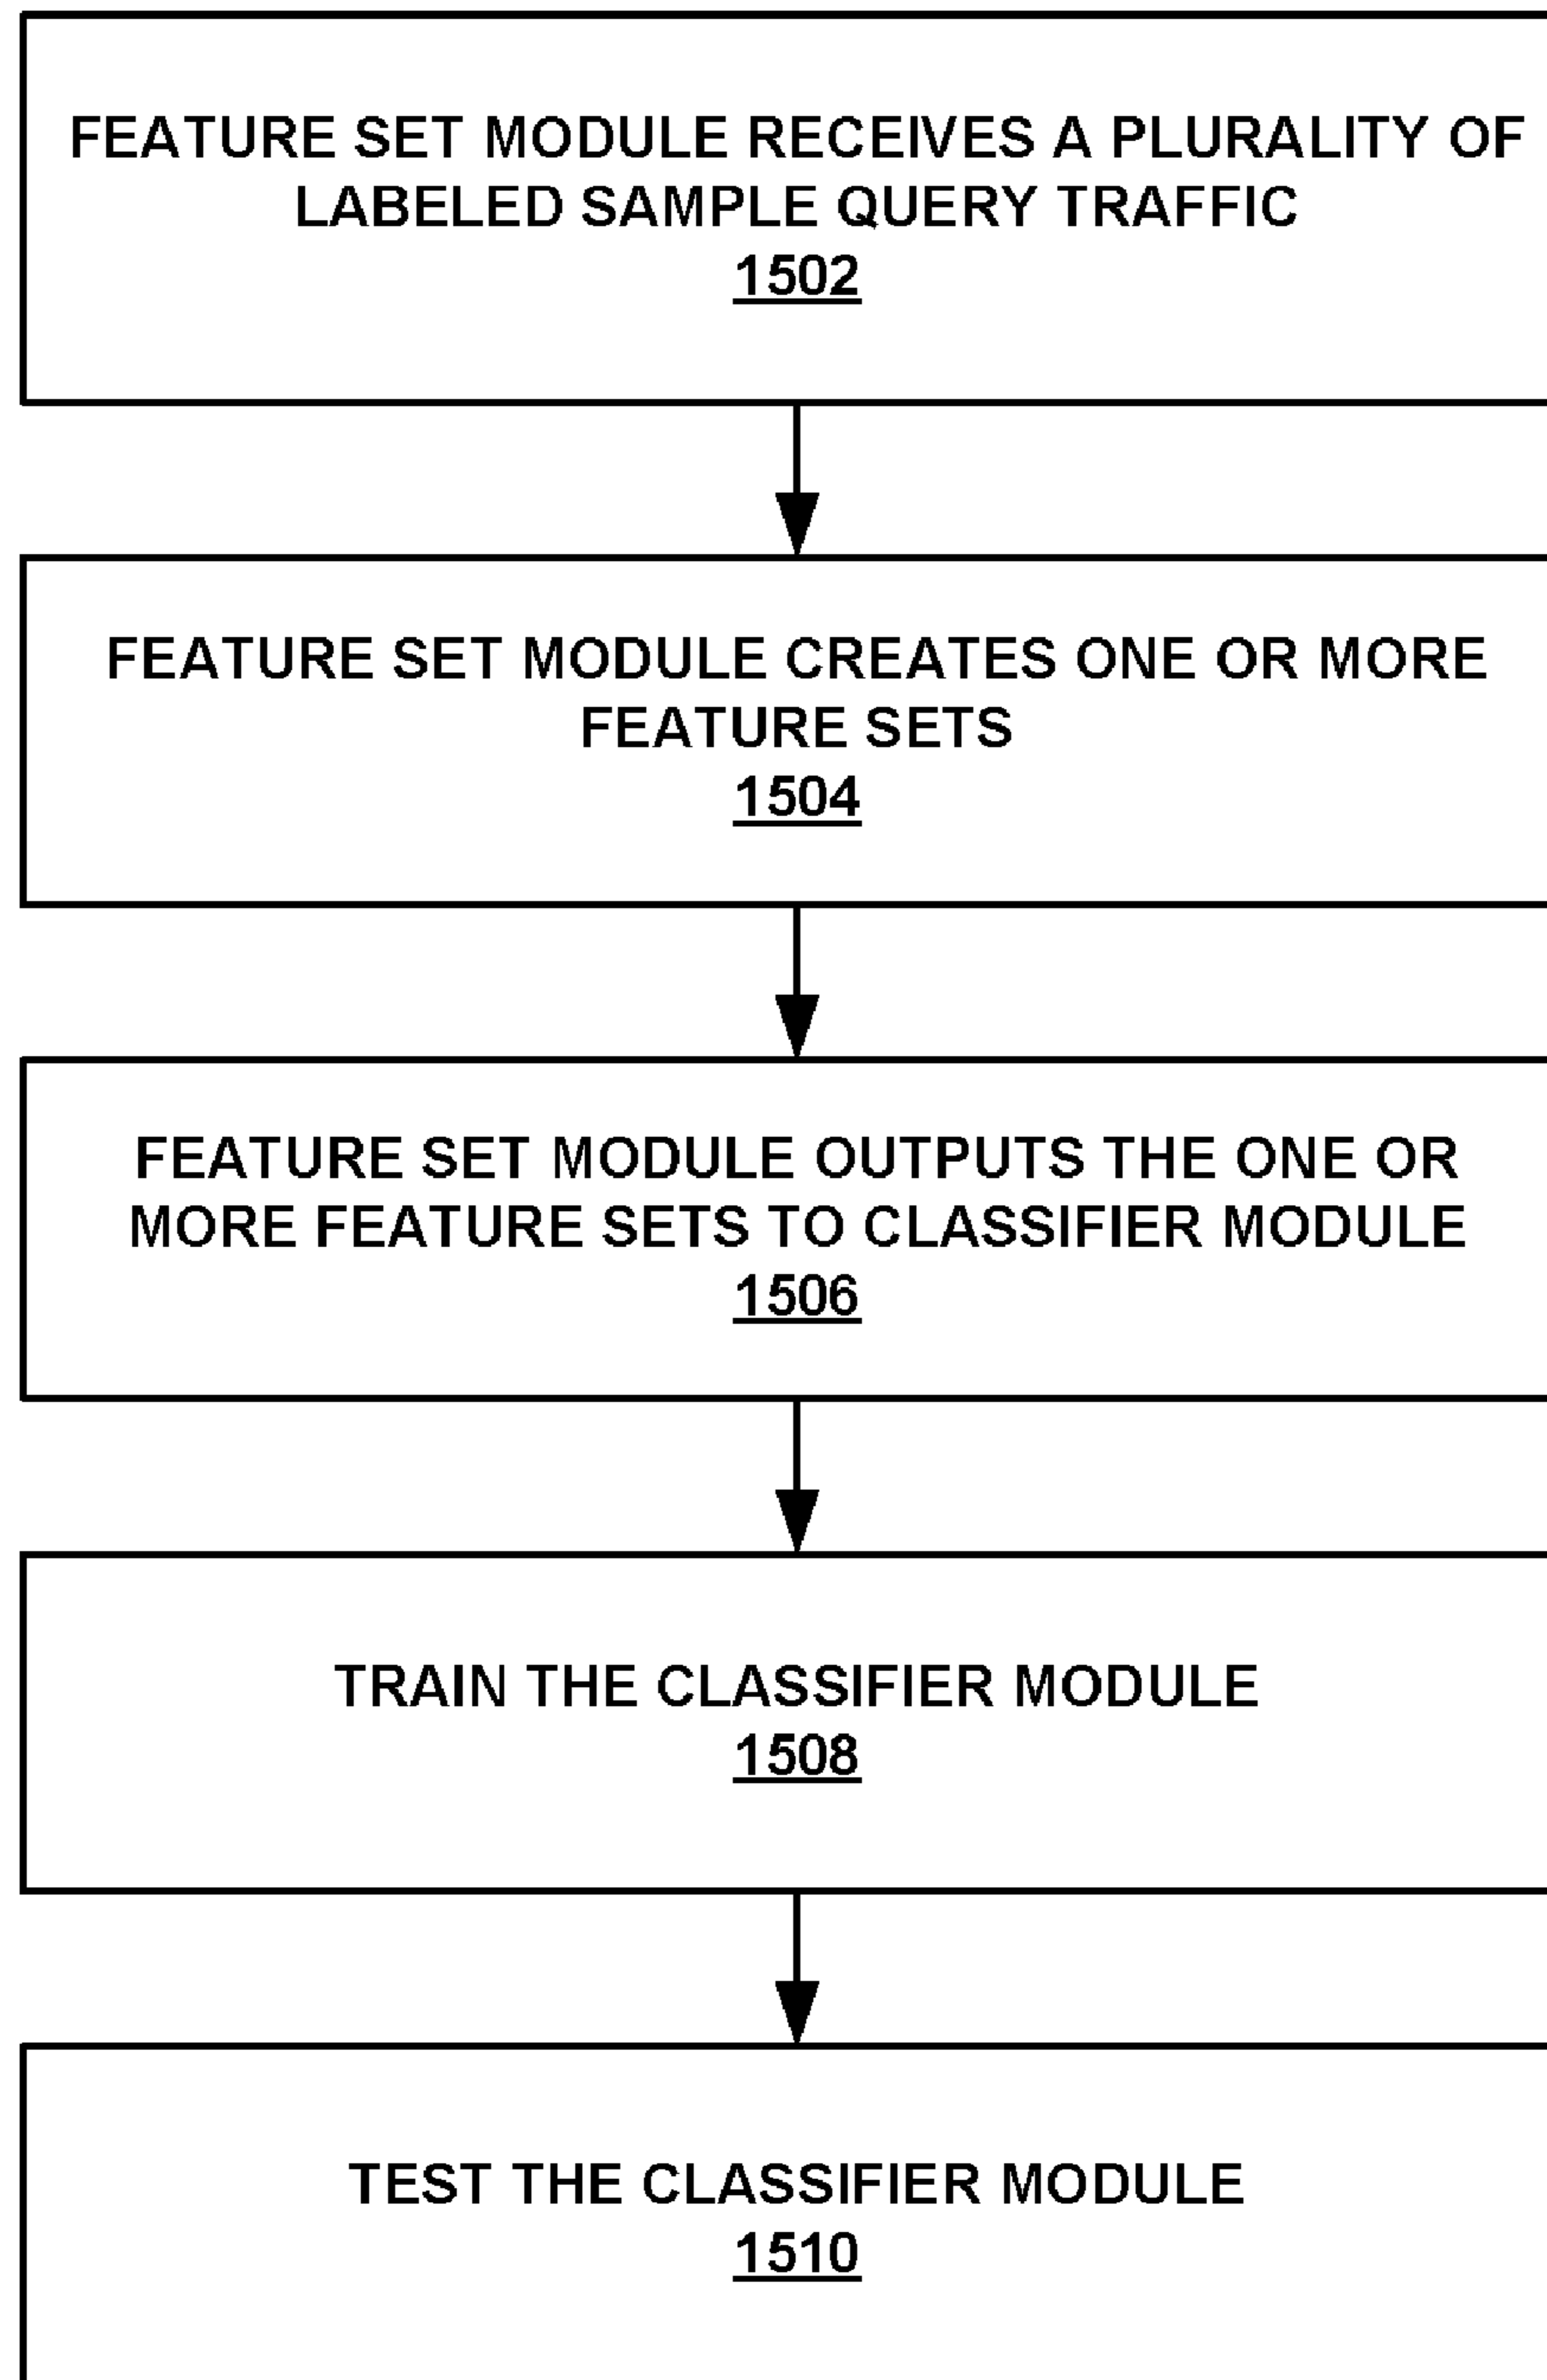 FEATURE SET MODULE RECEIVES A PLURALITY OF
LABELED SAMPLE QUERY TRAFFIC
1502
FEATURE SET MODULE CREATES ONE OR MORE
FEATURE SETS
1504
FEATURE SET MODULE OUTPUTS THE ONE OR
MORE FEATURE SETS TO CLASSIFIER MODULE
1506
TRAIN THE CLASSIFIER MODULE
1508
TEST THE CLASSIFIER MODULE
1510